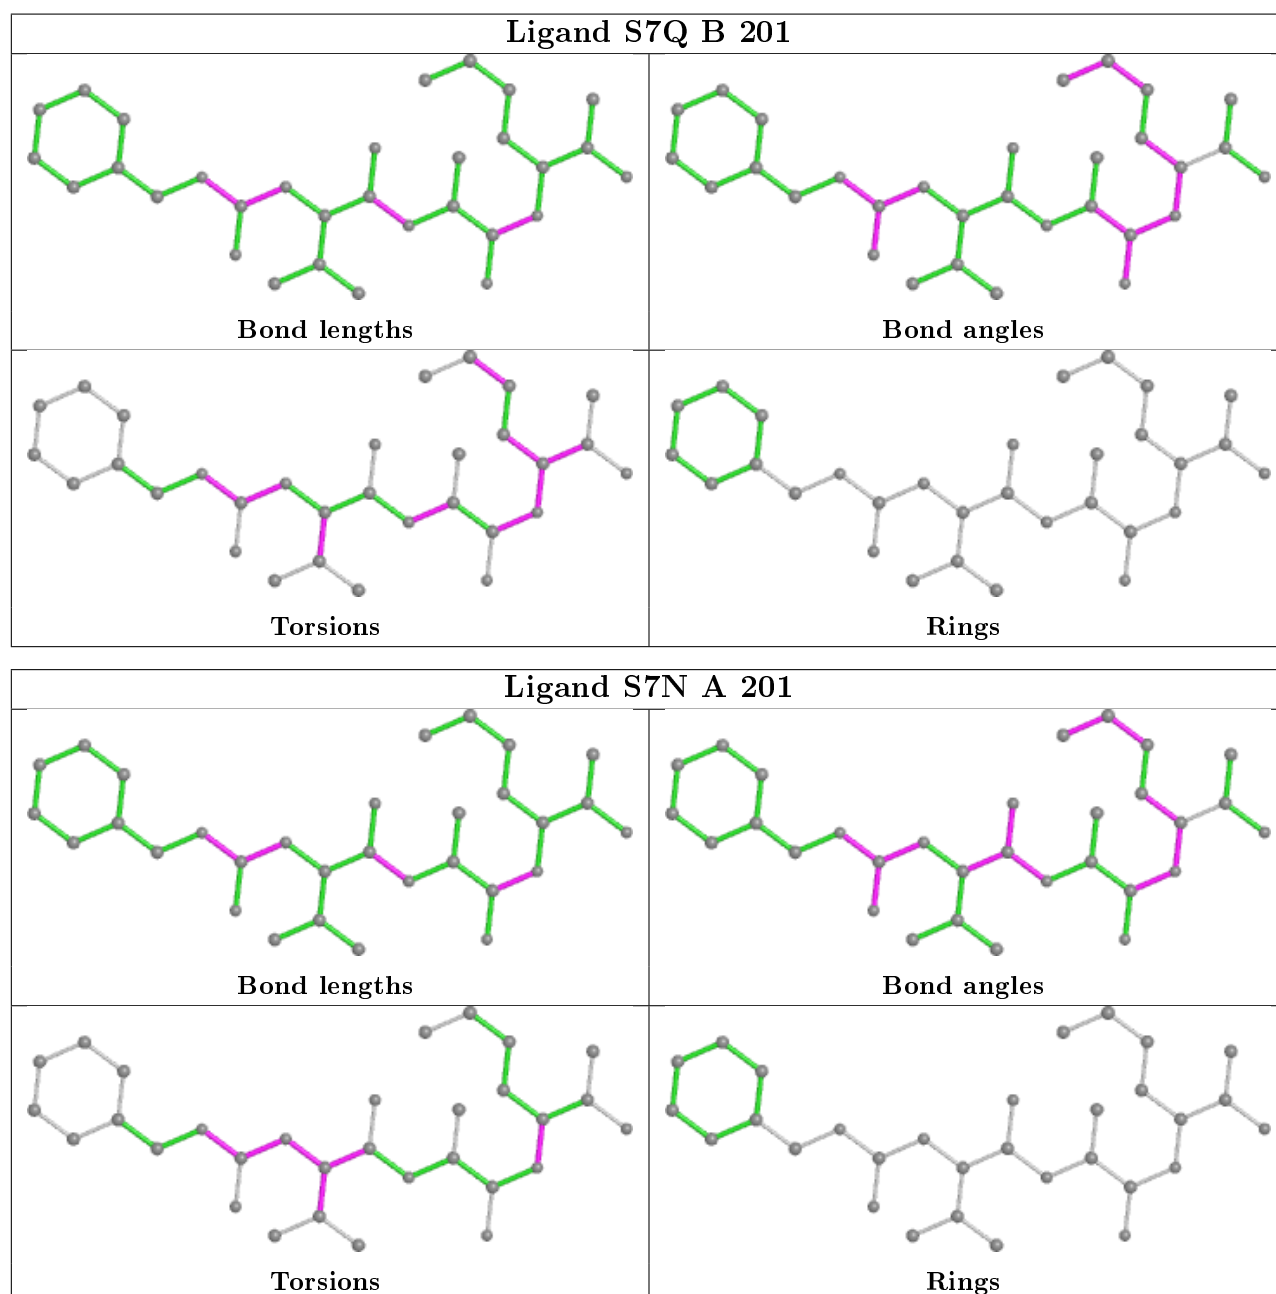 Ligand S7Q B 201
Bond lengths
Bond angles
Torsions
Rings
Ligand S7N A 201
Bond lengths
Bond angles
Torsions
Rings